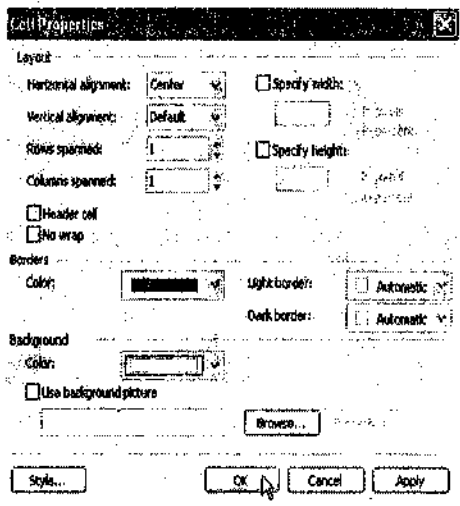 Cell Properties
Layout
Horizontal alignment: Center
Specify width:
Vertical alignment: Default
Rows spanned: 1
Specify height:
Columns spanned: 1
Header cell
No wrap
Borders
Color:
Light border: Automatic
Dark border: Automatic
Background
Color:
Use background picture
Browse...
Style... OK Cancel Apply